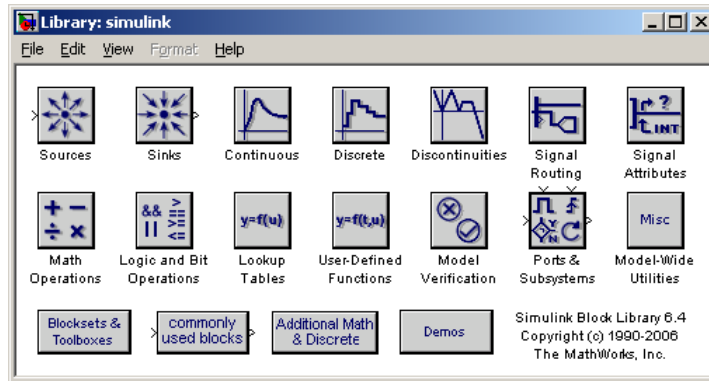 Library: simulink
File Edit View Format Help
? INT
Sources Sinks Continuous Discrete Discontinuities Signal Routing Signal Attributes
+ − && > ==
÷ × || >= <=
y=f(u) y=f(t,u) Y N Misc
Math Operations Logic and Bit Operations Lookup Tables User-Defined Functions Model Verification Ports & Subsystems Model-Wide Utilities
Blocksets & Toolboxes
commonly used blocks
Additional Math & Discrete
Demos
Simulink Block Library 6.4
Copyright (c) 1990-2006
The MathWorks, Inc.